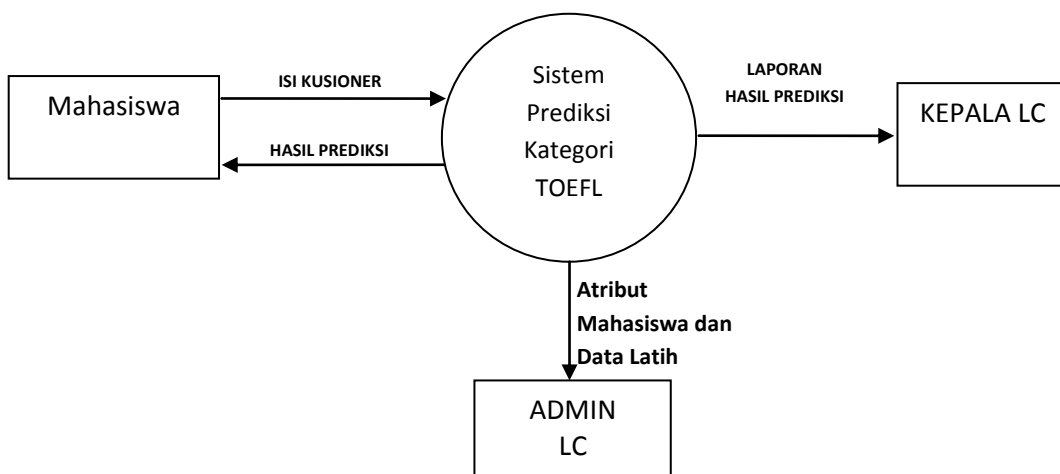 Mahasiswa
ISI KUSIONER
HASIL PREDIKSI
Sistem
Prediksi
Kategori
TOEFL
LAPORAN
HASIL PREDIKSI
KEPALA LC
Atribut
Mahasiswa dan
Data Latih
ADMIN
LC